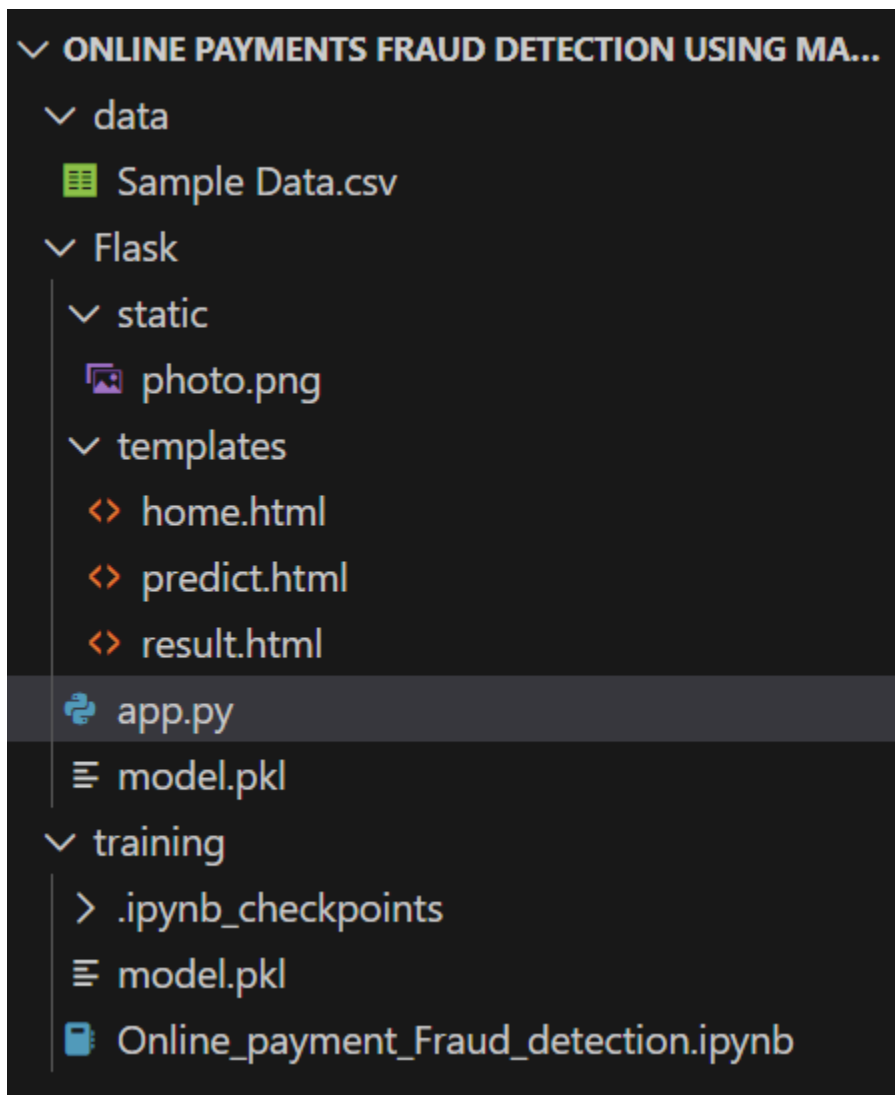 ONLINE PAYMENTS FRAUD DETECTION USING MA...
data
Sample Data.csv
Flask
static
photo.png
templates
home.html
predict.html
result.html
app.py
model.pkl
training
.ipynb_checkpoints
model.pkl
Online_payment_Fraud_detection.ipynb